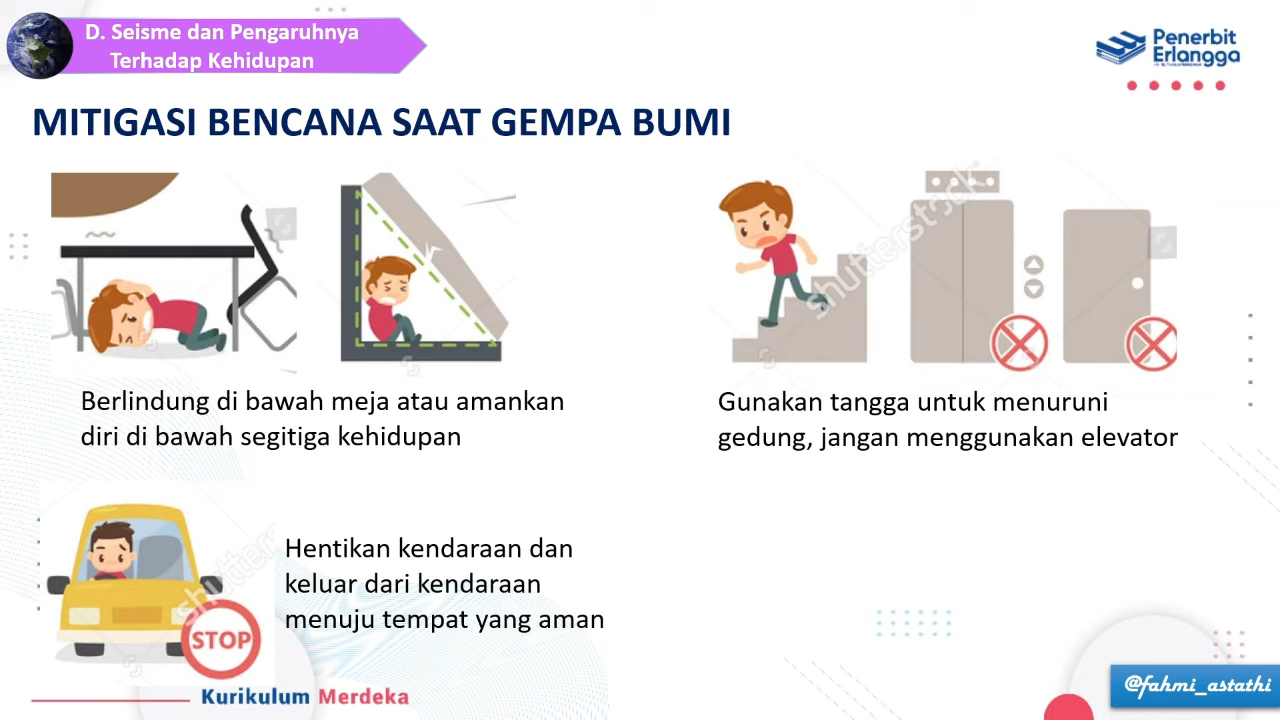 D. Seisme dan Pengaruhnya
Terhadap Kehidupan
Penerbit
Erlangga
MITIGASI BENCANA SAAT GEMPA BUMI
shutterstock
Berlindung di bawah meja atau amankan
diri di bawah segitiga kehidupan
Gunakan tangga untuk menuruni
gedung, jangan menggunakan elevator
Hentikan kendaraan dan
keluar dari kendaraan
menuju tempat yang aman
STOP
Kurikulum Merdeka
@fahmi_astathi